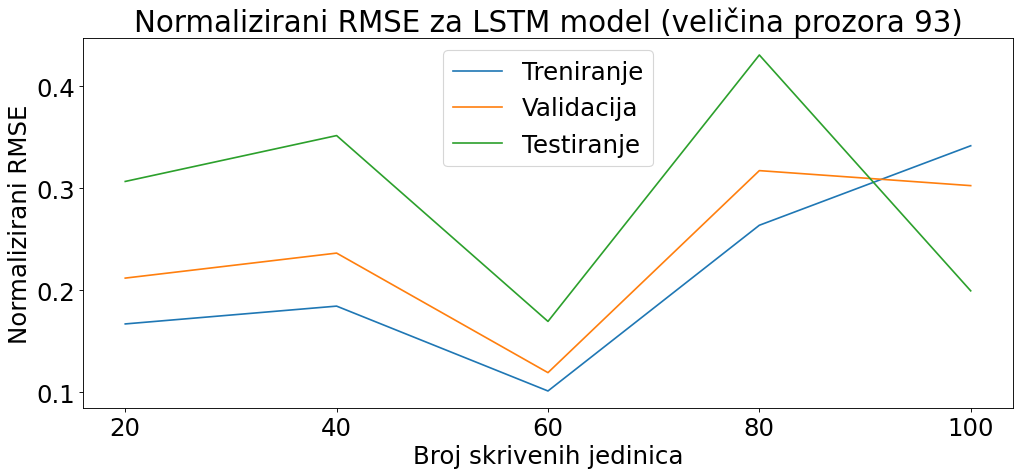 Normalizirani RMSE za LSTM model (veličina prozora 93)
Treniranje
Validacija
Testiranje
Normalizirani RMSE
0.4
0.3
0.2
0.1
20 40 60 80 100
Broj skrivenih jedinica